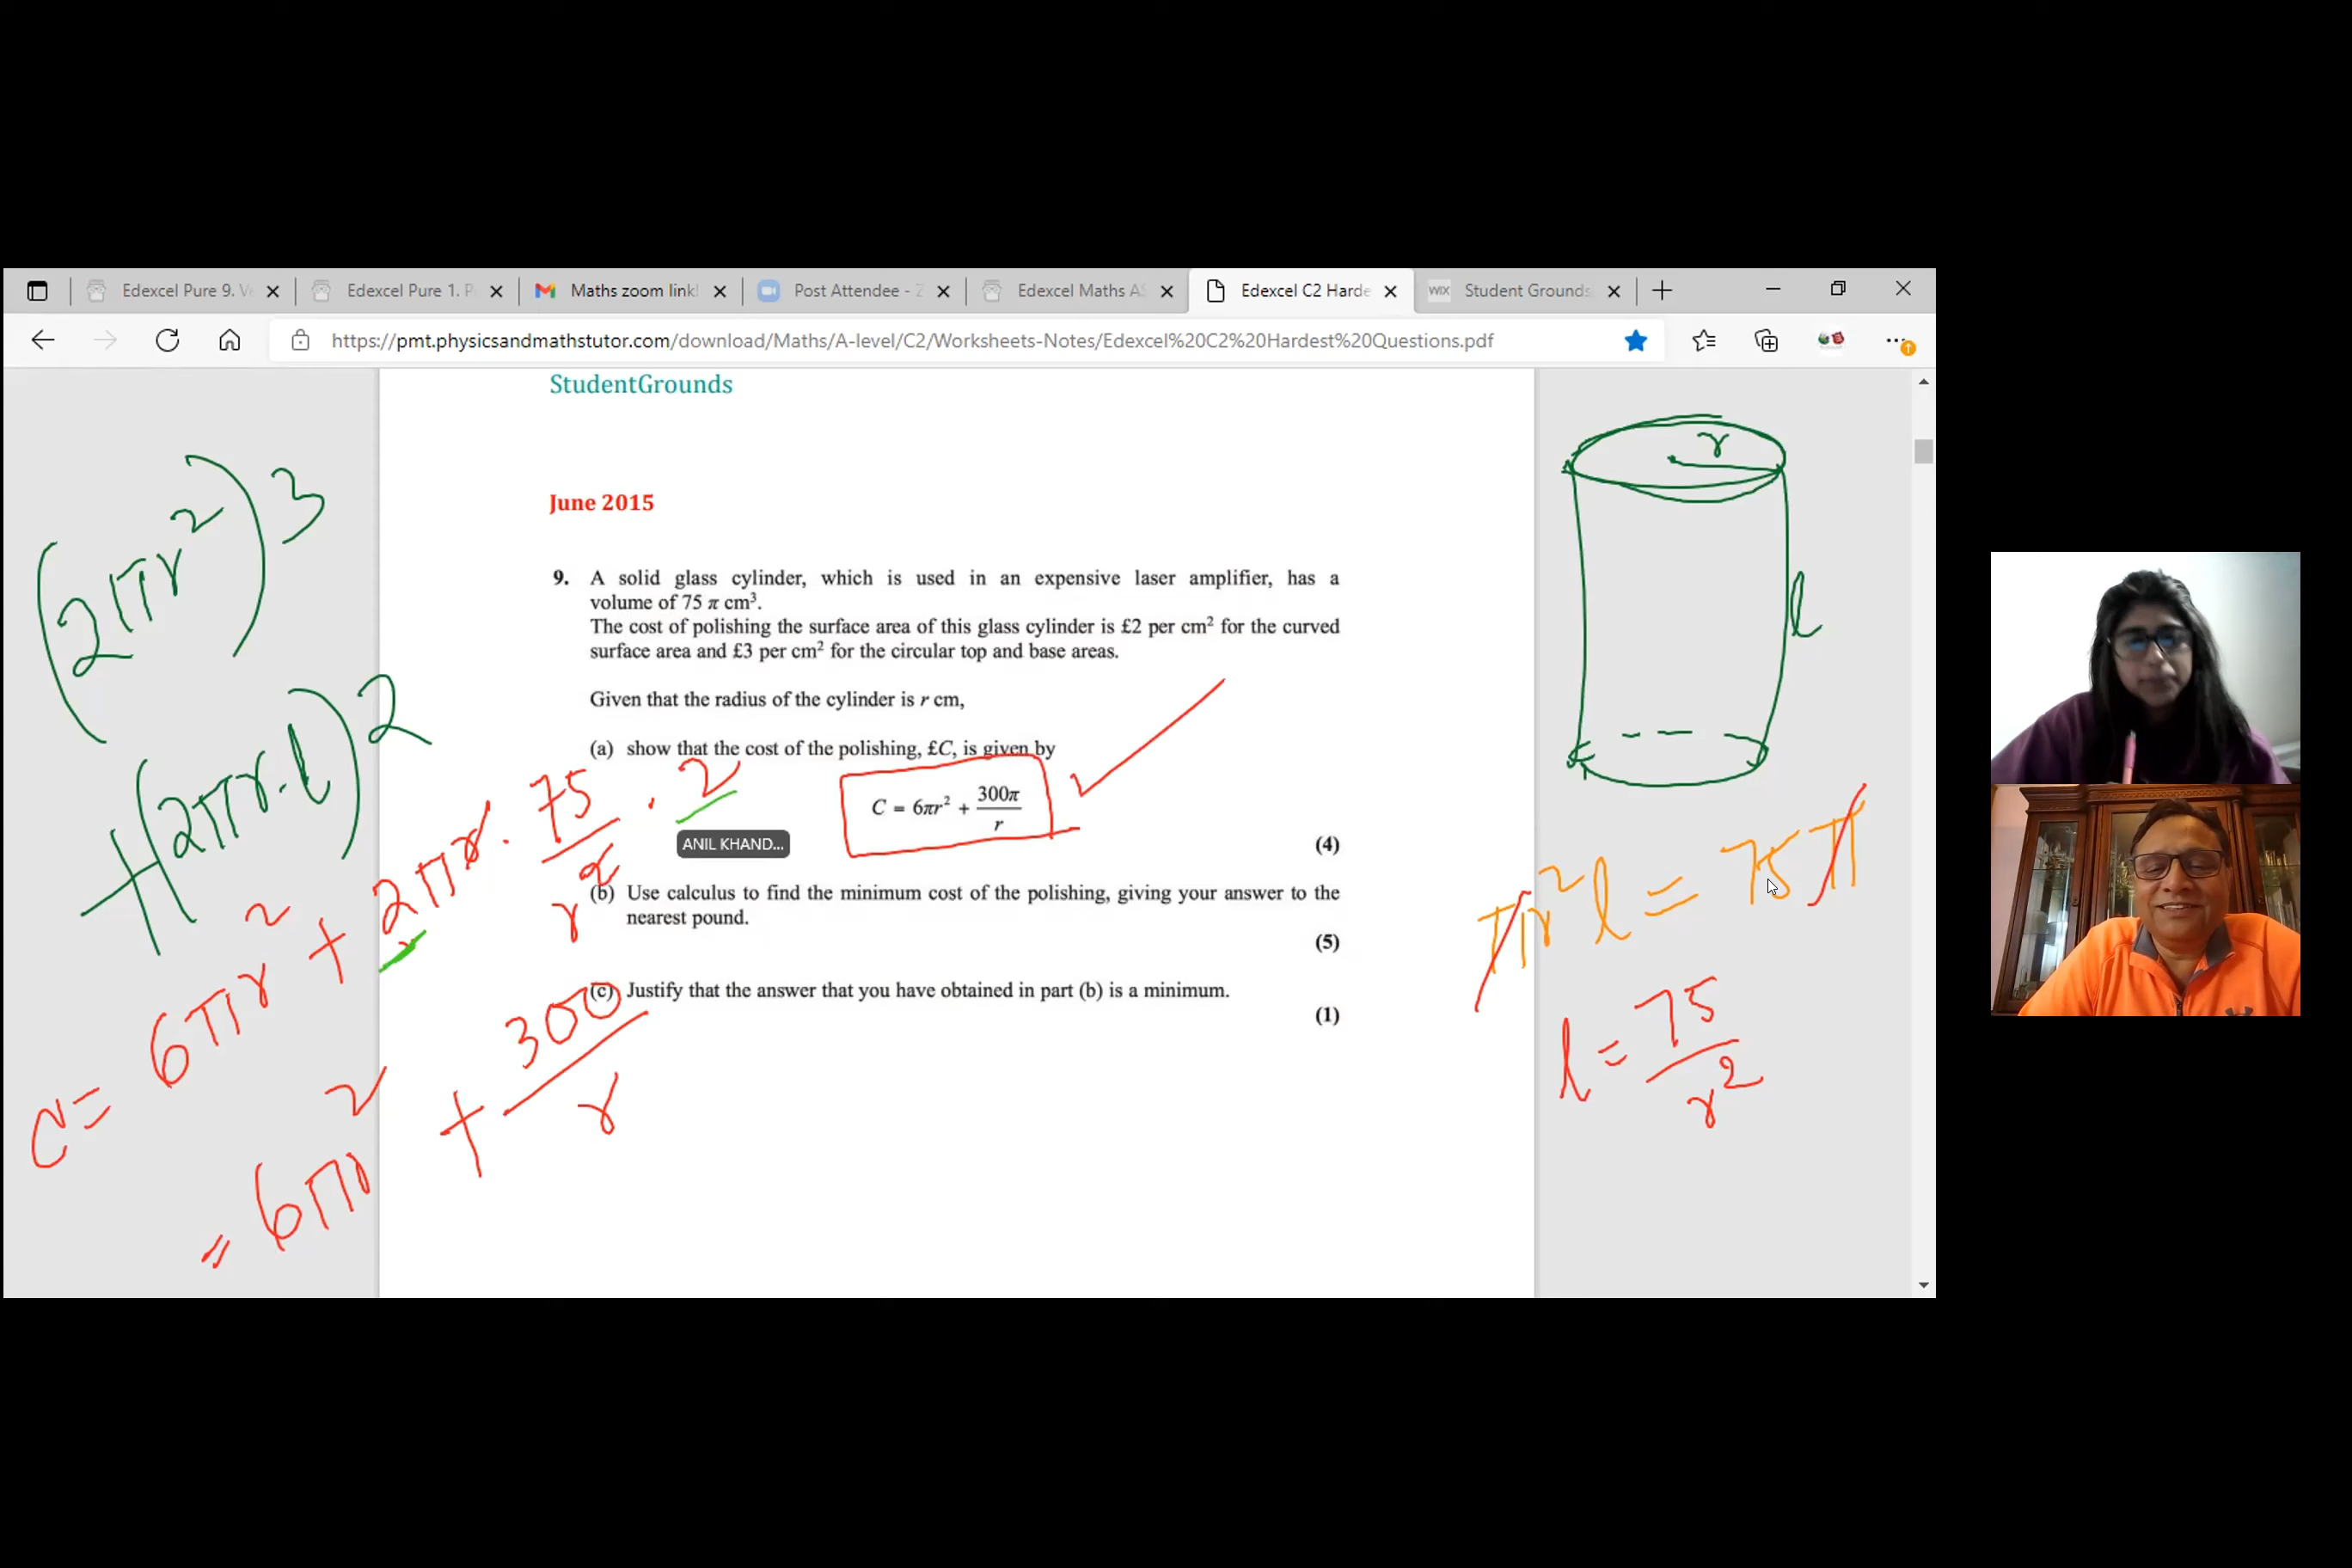 Edexcel Pure 9. Ve
Edexcel Pure 1. P
Maths zoom link
Post Attendee - Z
Edexcel Maths AS
Edexcel C2 Harde
WIX
Student Grounds
https://pmt.physicsandmathstutor.com/download/Maths/A-level/C2/Worksheets-Notes/Edexcel%20C2%20Hardest%20Questions.pdf
StudentGrounds
June 2015
9. A solid glass cylinder, which is used in an expensive laser amplifier, has a
volume of 75 π cm³.
The cost of polishing the surface area of this glass cylinder is £2 per cm² for the curved
surface area and £3 per cm² for the circular top and base areas.
Given that the radius of the cylinder is r cm,
(a) show that the cost of the polishing, £C, is given by
C = 6πr² + 300π/r
(4)
ANIL KHAND...
(b) Use calculus to find the minimum cost of the polishing, giving your answer to the
nearest pound.
(5)
(c) Justify that the answer that you have obtained in part (b) is a minimum.
(1)
(2πr²)3
+(2πr.l)2
C = 6πr² + 2πr . 75/r² . 2
r
= 6πr² + 300/r
r
l
πr²l = 75π
l = 75/r²